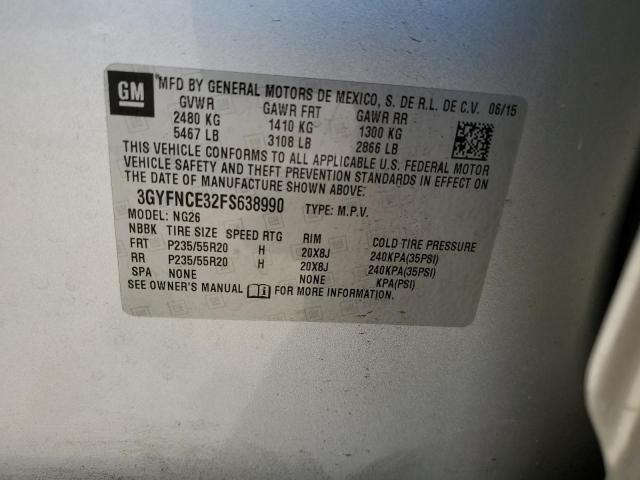 GM
MFD BY GENERAL MOTORS DE MEXICO, S. DE R.L. DE C.V. 06/15
GVWR GAWR FRT GAWR RR
2480 KG 1410 KG 1300 KG
5467 LB 3108 LB 2866 LB
THIS VEHICLE CONFORMS TO ALL APPLICABLE U.S. FEDERAL MOTOR
VEHICLE SAFETY AND THEFT PREVENTION STANDARDS IN EFFECT ON
THE DATE OF MANUFACTURE SHOWN ABOVE.
3GYFNCE32FS638990 TYPE: M.P.V.
MODEL: NG26
NBBK TIRE SIZE SPEED RTG RIM COLD TIRE PRESSURE
FRT P235/55R20 H 20X8J 240KPA(35PSI)
RR P235/55R20 H 20X8J 240KPA(35PSI)
SPA NONE NONE KPA(PSI)
SEE OWNER'S MANUAL FOR MORE INFORMATION.